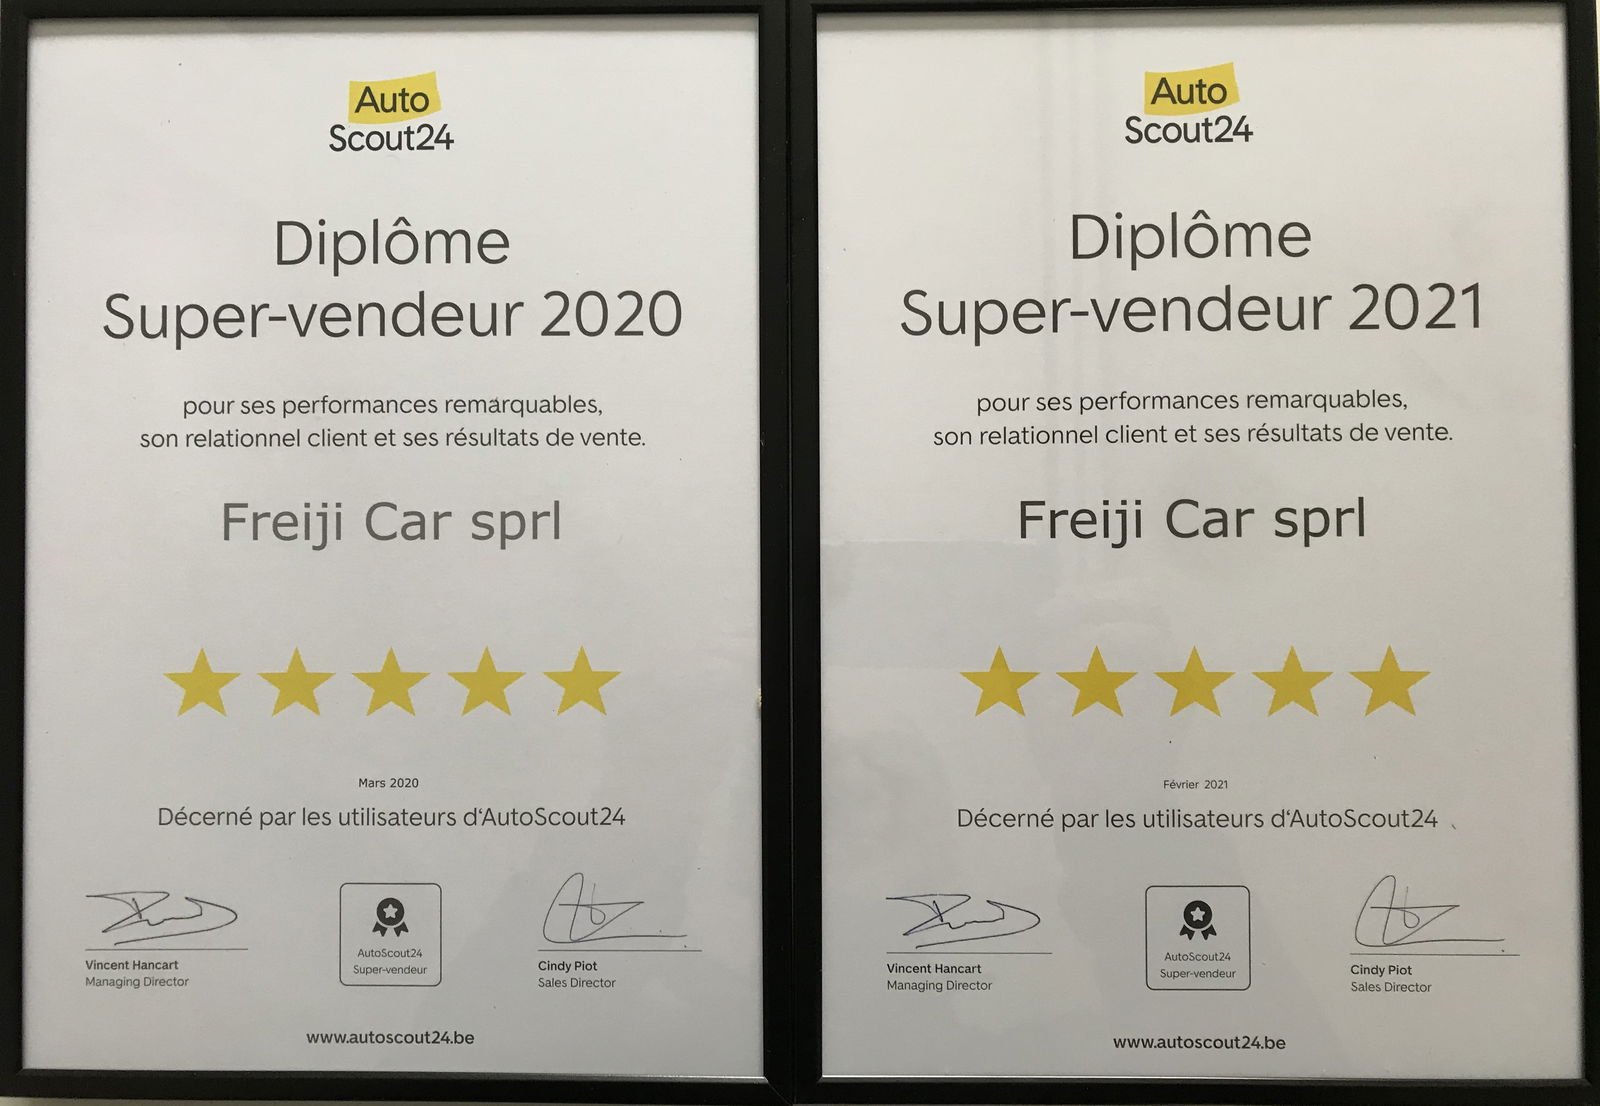 Auto
Scout24
Diplôme
Super-vendeur 2020
pour ses performances remarquables,
son relationnel client et ses résultats de vente.
Freiji Car sprl
Mars 2020
Décerné par les utilisateurs d‘AutoScout24
Vincent Hancart
Managing Director
AutoScout24
Super-vendeur
Cindy Piot
Sales Director
www.autoscout24.be
Auto
Scout24
Diplôme
Super-vendeur 2021
pour ses performances remarquables,
son relationnel client et ses résultats de vente.
Freiji Car sprl
Février 2021
Décerné par les utilisateurs d‘AutoScout24
Vincent Hancart
Managing Director
AutoScout24
Super-vendeur
Cindy Piot
Sales Director
www.autoscout24.be